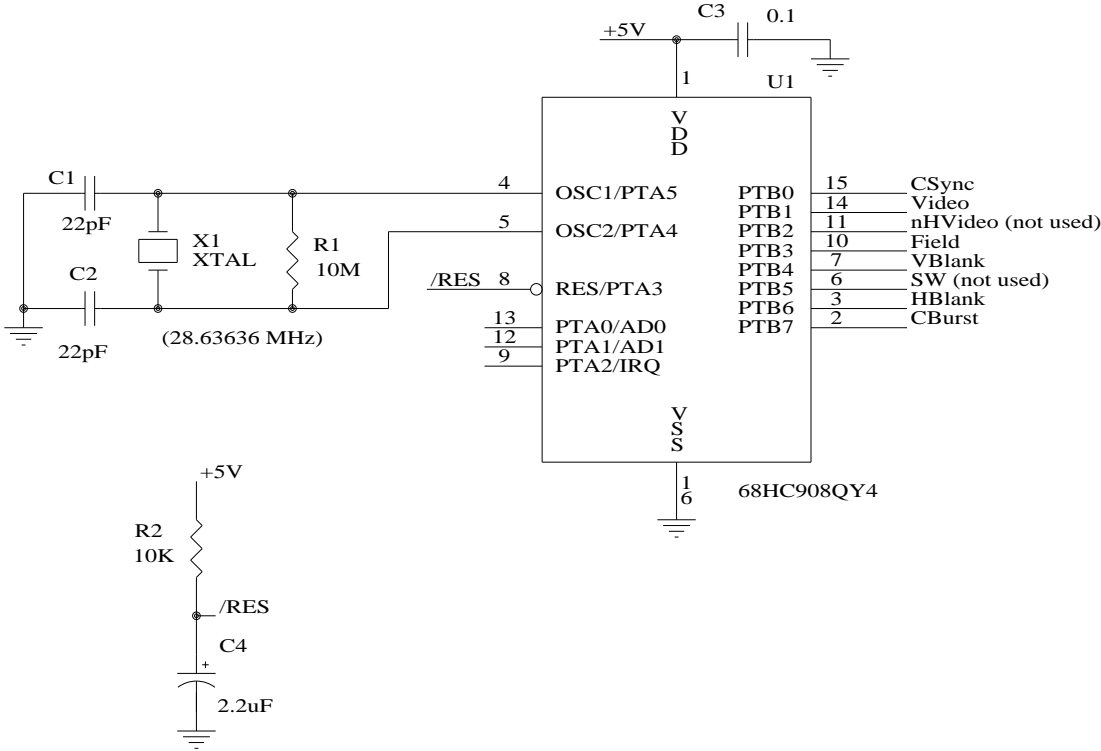 C3
0.1
+5V
1
U1
VDD
C1
22pF
X1
XTAL
R1
10M
C2
22pF
(28.63636 MHz)
4
OSC1/PTA5
5
OSC2/PTA4
/RES
8
RES/PTA3
13
PTA0/AD0
12
PTA1/AD1
9
PTA2/IRQ
PTB0
15
CSync
PTB1
14
Video
PTB2
11
nHVideo (not used)
PTB3
10
Field
PTB4
7
VBlank
PTB5
6
SW (not used)
PTB6
3
HBlank
PTB7
2
CBurst
VSS
16
68HC908QY4
+5V
R2
10K
/RES
C4
+
2.2uF